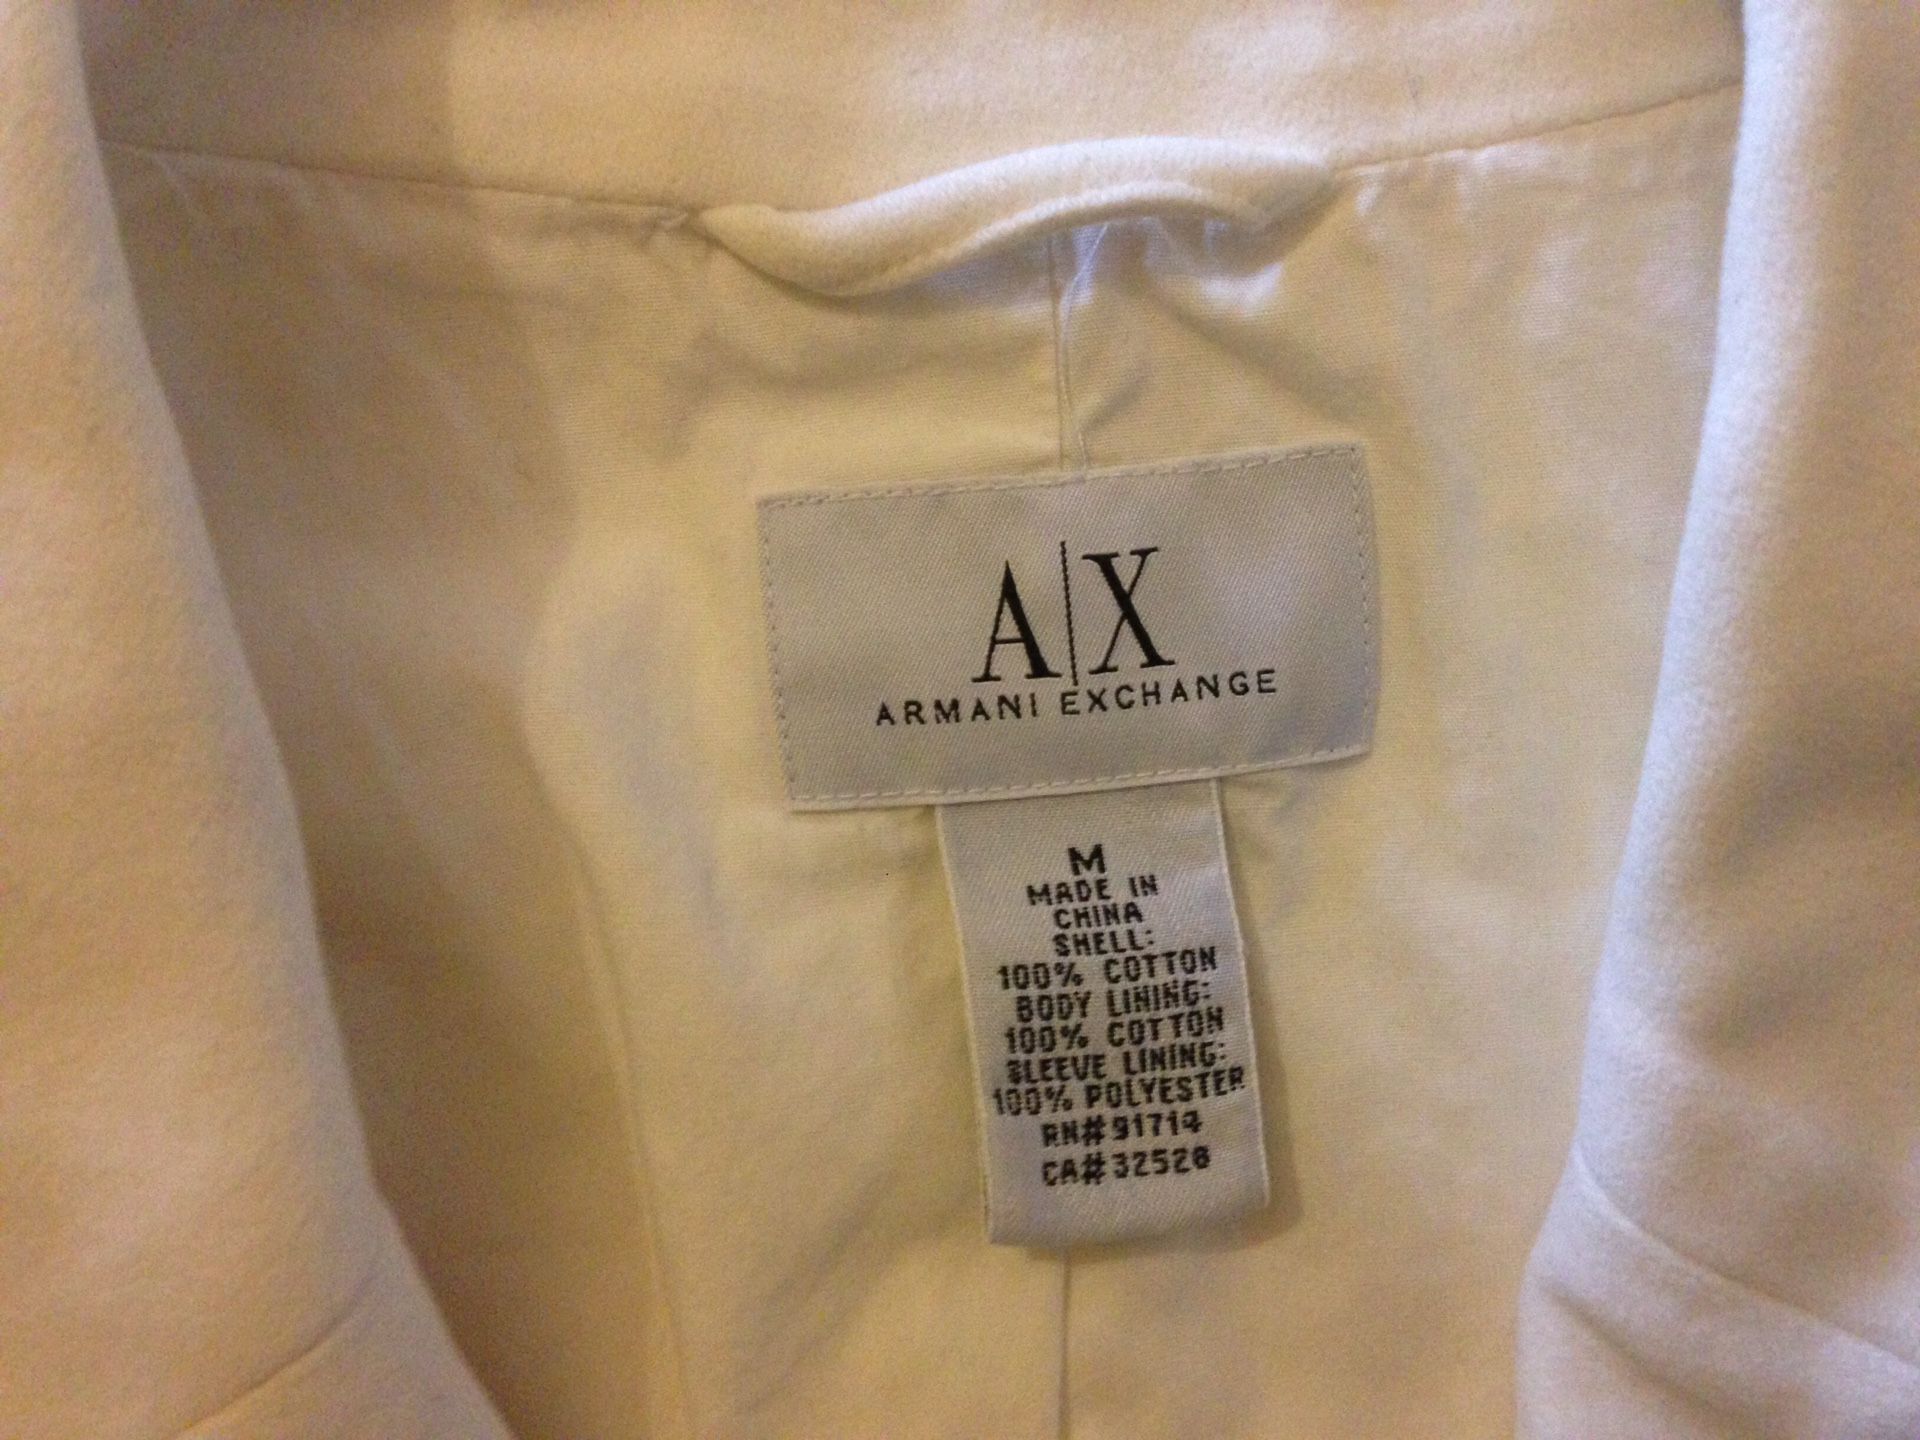 A|X
ARMANI EXCHANGE
M
MADE IN
CHINA
SHELL:
100% COTTON
BODY LINING:
100% COTTON
SLEEVE LINING:
100% POLYESTER
RN#91714
CA#32528